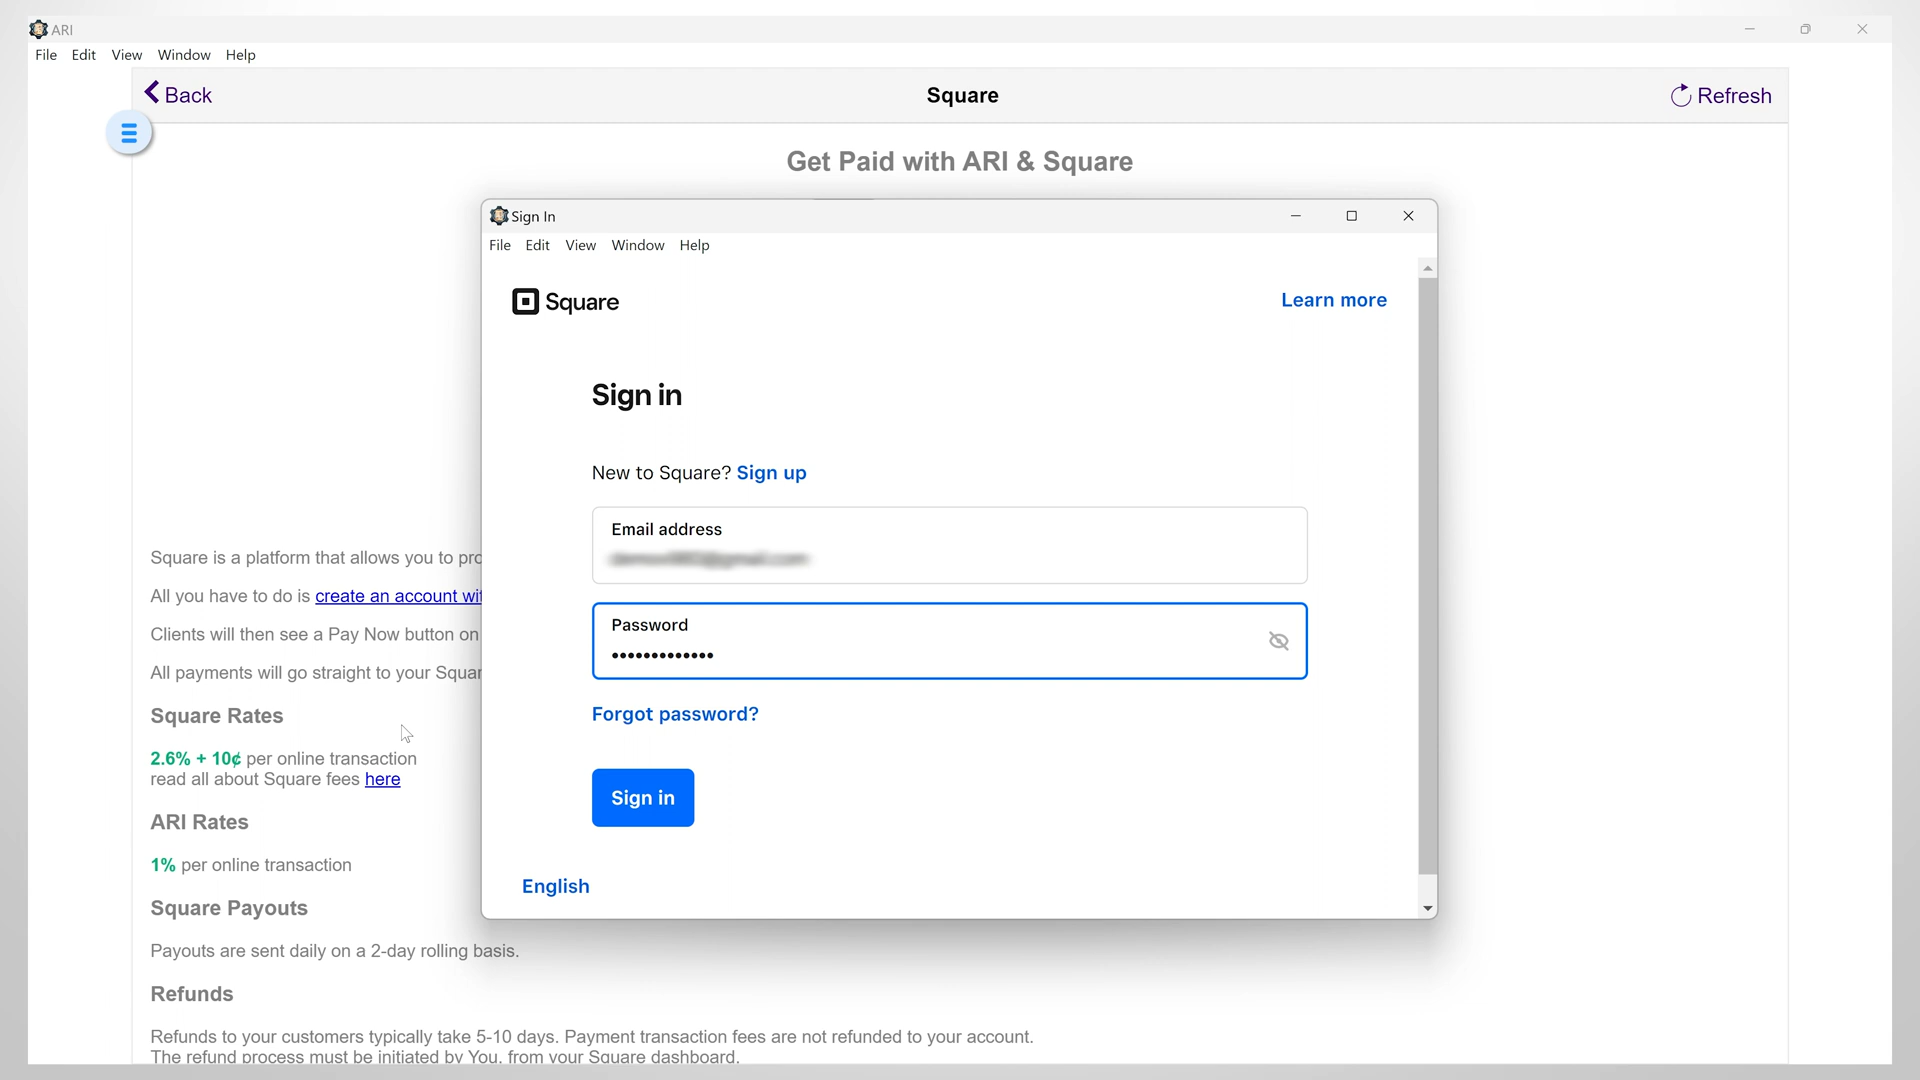 ARI
File Edit View Window Help
Back
Square
Refresh
Get Paid with ARI & Square
Sign In
File Edit View Window Help
Square
Learn more
Sign in
New to Square? Sign up
Email address
Password
•••••••••••••
Forgot password?
Sign in
English
Square is a platform that allows you to
All you have to do is create an account
Clients will then see a Pay Now button on
All payments will go straight to your
Square Rates
2.6% + 10¢ per online transaction
read all about Square fees here
ARI Rates
1% per online transaction
Square Payouts
Payouts are sent daily on a 2-day rolling basis.
Refunds
Refunds to your customers typically take 5-10 days. Payment transaction fees are not refunded to your account.
The refund process must be initiated by You, from your Square dashboard.